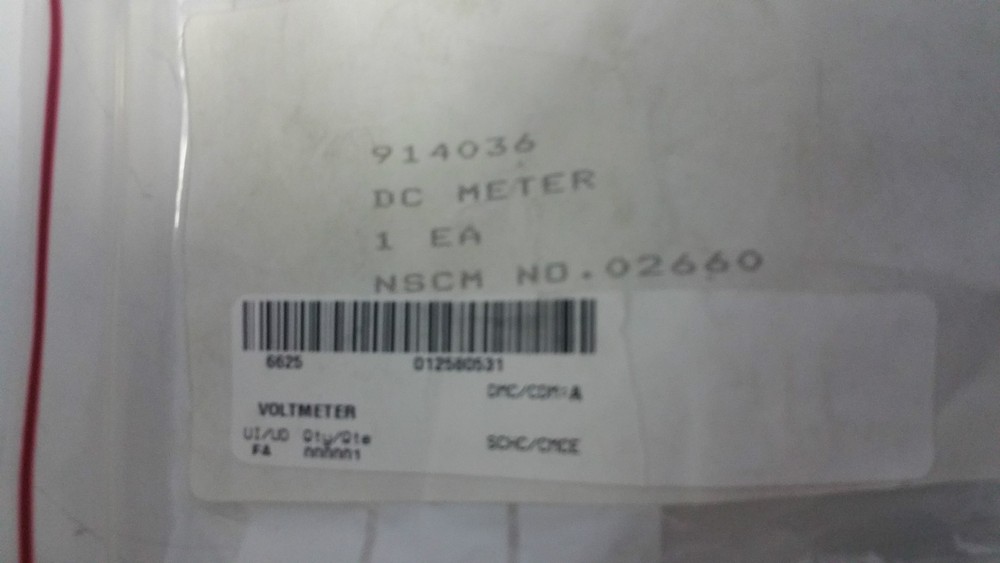 914036
DC METER
1 EA
NSCM NO.02660
6625 012580531
DMC/CDM=A
VOLTMETER
UI/UD Qty/Qte
EA 000001
SCHC/CMCE